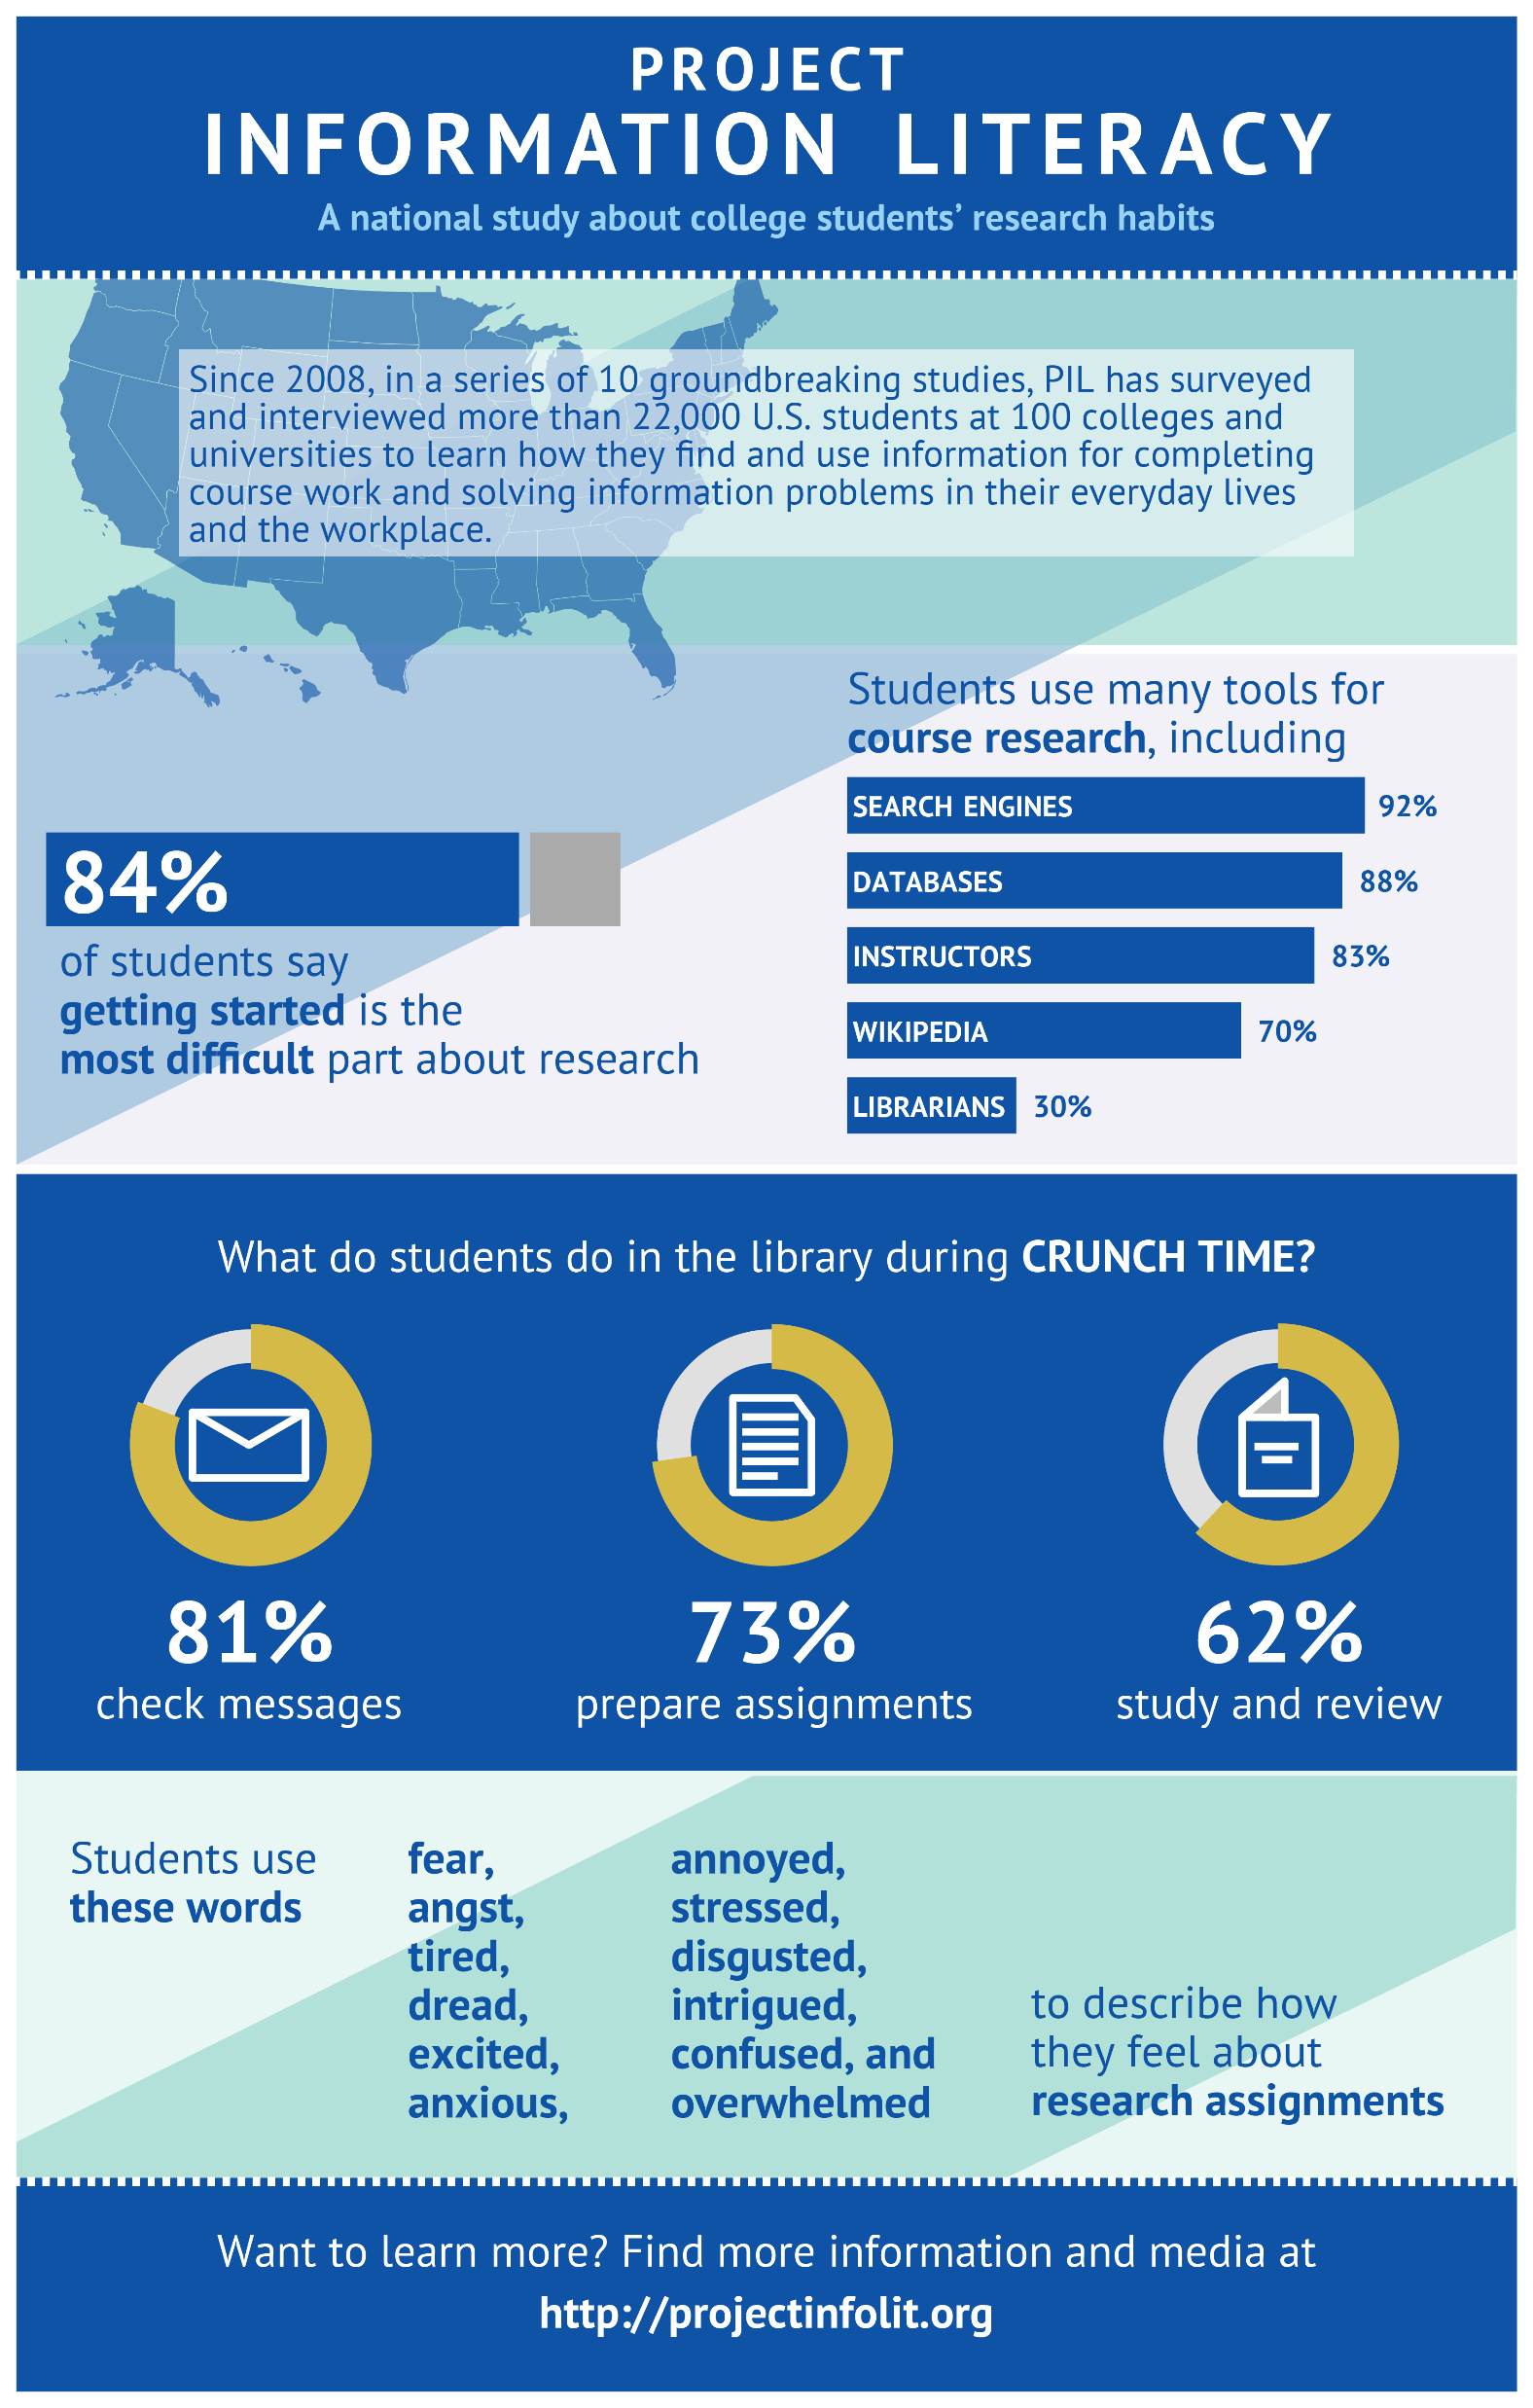 PROJECT
INFORMATION LITERACY
A national study about college students’ research habits
Since 2008, in a series of 10 groundbreaking studies, PIL has surveyed
and interviewed more than 22,000 U.S. students at 100 colleges and
universities to learn how they find and use information for completing
course work and solving information problems in their everyday lives
and the workplace.
84%
of students say
getting started is the
most difficult part about research
Students use many tools for
course research, including
SEARCH ENGINES 92%
DATABASES 88%
INSTRUCTORS 83%
WIKIPEDIA 70%
LIBRARIANS 30%
What do students do in the library during CRUNCH TIME?
81%
check messages
73%
prepare assignments
62%
study and review
Students use
these words
fear,
angst,
tired,
dread,
excited,
anxious,
annoyed,
stressed,
disgusted,
intrigued,
confused, and
overwhelmed
to describe how
they feel about
research assignments
Want to learn more? Find more information and media at
http://projectinfolit.org